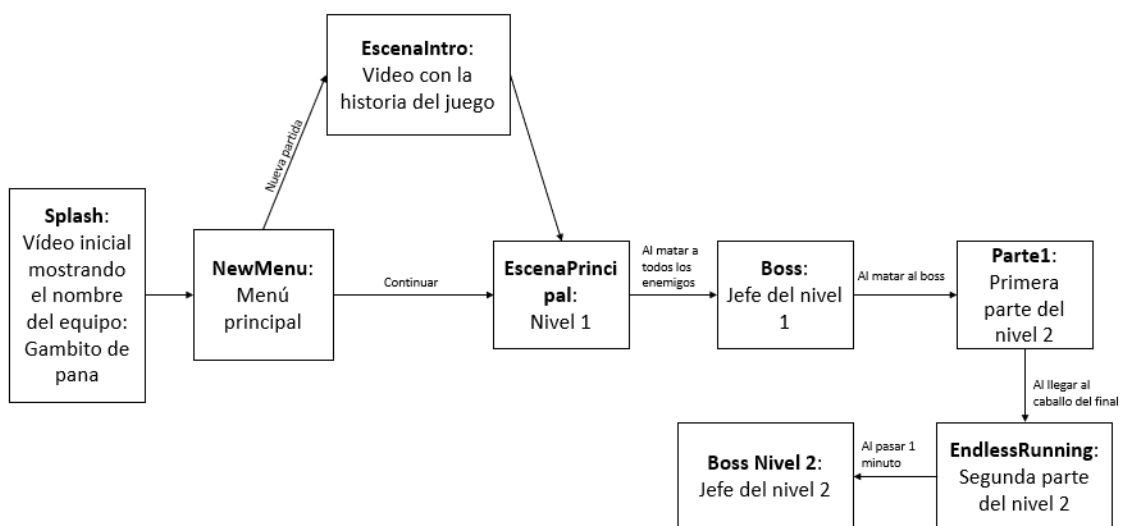 EscenaIntro:
Video con la
historia del juego
Nueva partida
Splash:
Vídeo inicial
mostrando
el nombre
del equipo:
Gambito de
pana
NewMenu:
Menú
principal
Continuar
EscenaPrinci
pal:
Nivel 1
Al matar a
todos los
enemigos
Boss:
Jefe del nivel
1
Al matar al boss
Parte1:
Primera
parte del
nivel 2
Al llegar al
caballo del final
EndlessRunning:
Segunda parte
del nivel 2
Al pasar 1
minuto
Boss Nivel 2:
Jefe del nivel 2